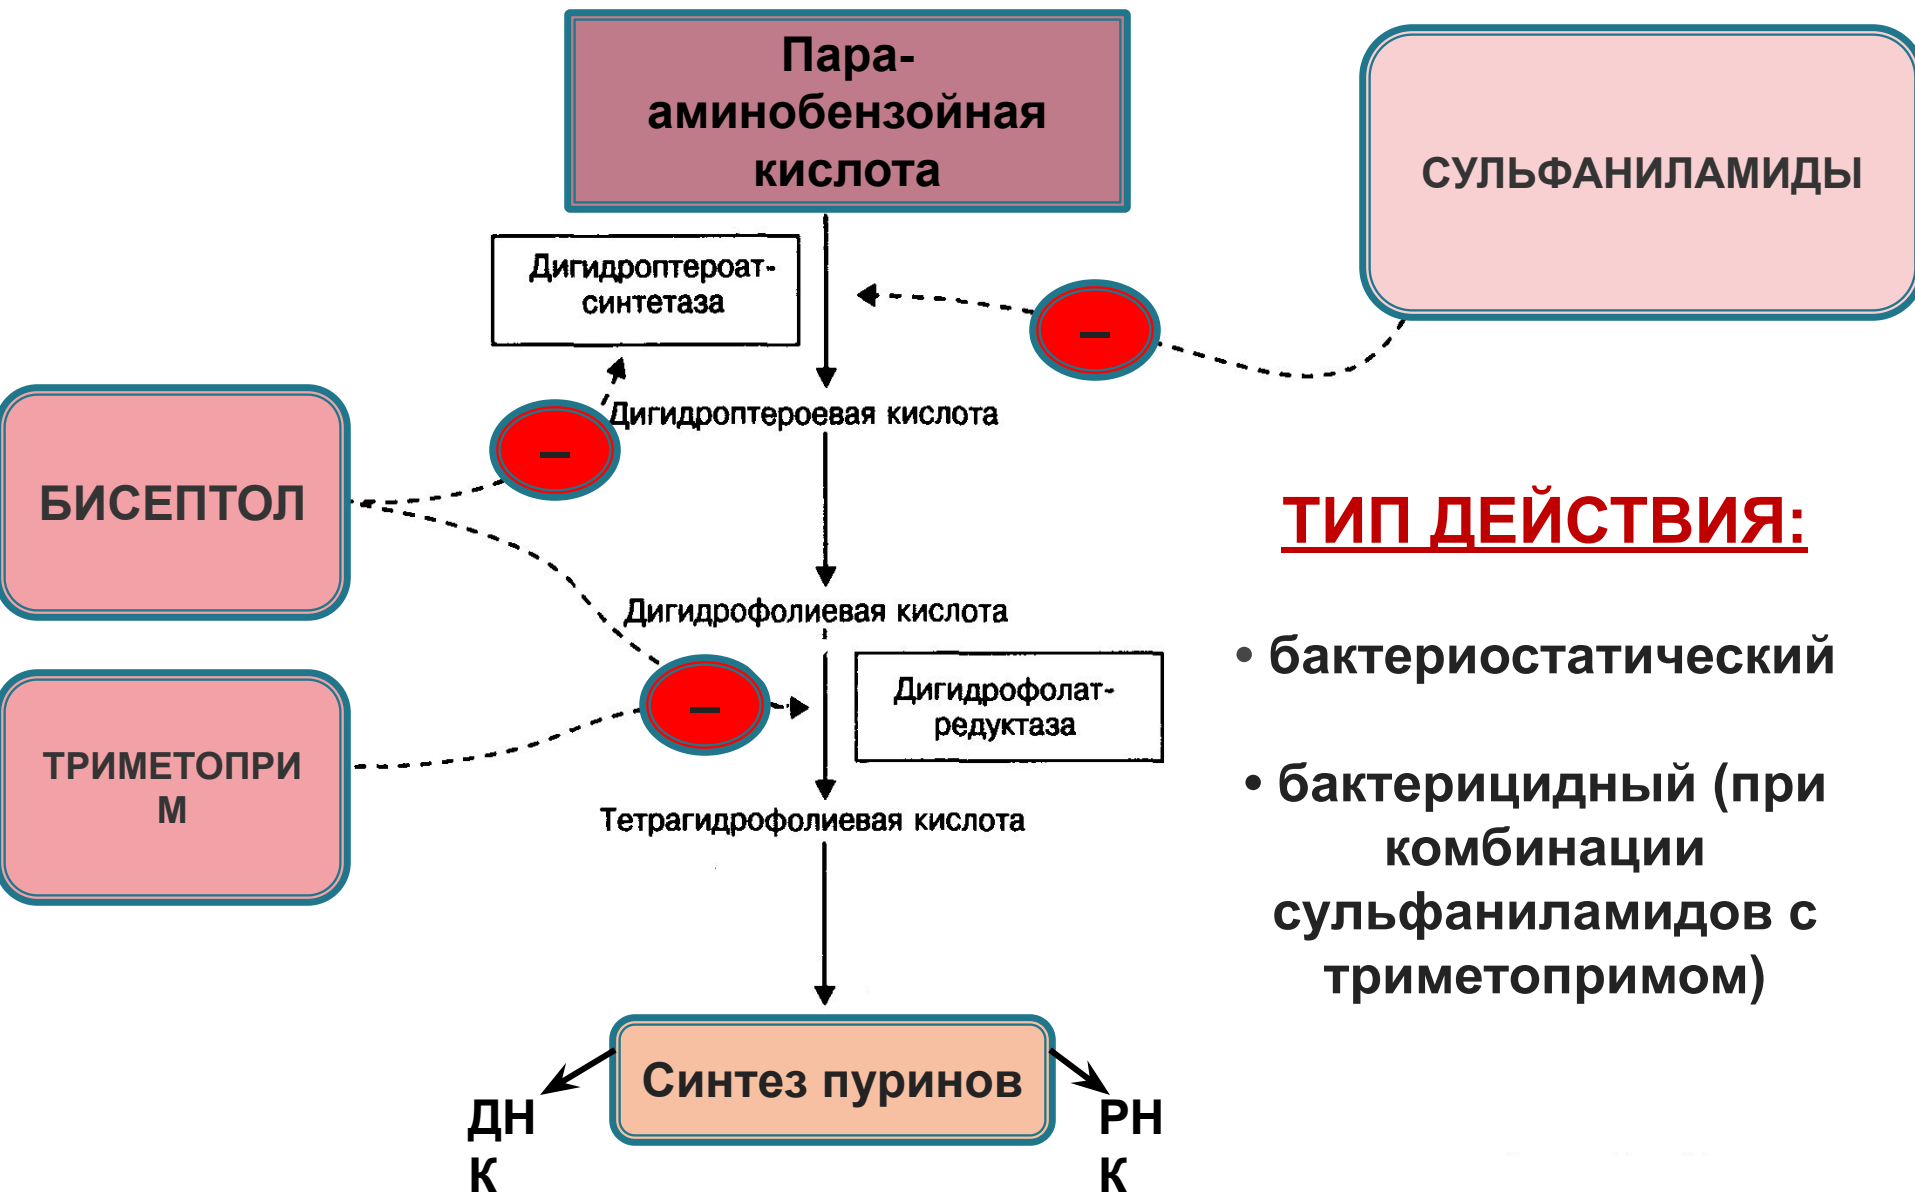 Пара-
аминобензойная
кислота
СУЛЬФАНИЛАМИДЫ
Дигидроптероат-
синтетаза
–
–
Дигидроптероевая кислота
БИСЕПТОЛ
ТИП ДЕЙСТВИЯ:
Дигидрофолиевая кислота
• бактериостатический
–
Дигидрофолат-
редуктаза
ТРИМЕТОПРИ
М
Тетрагидрофолиевая кислота
• бактерицидный (при
комбинации
сульфаниламидов с
триметопримом)
Синтез пуринов
ДН
К
РН
К